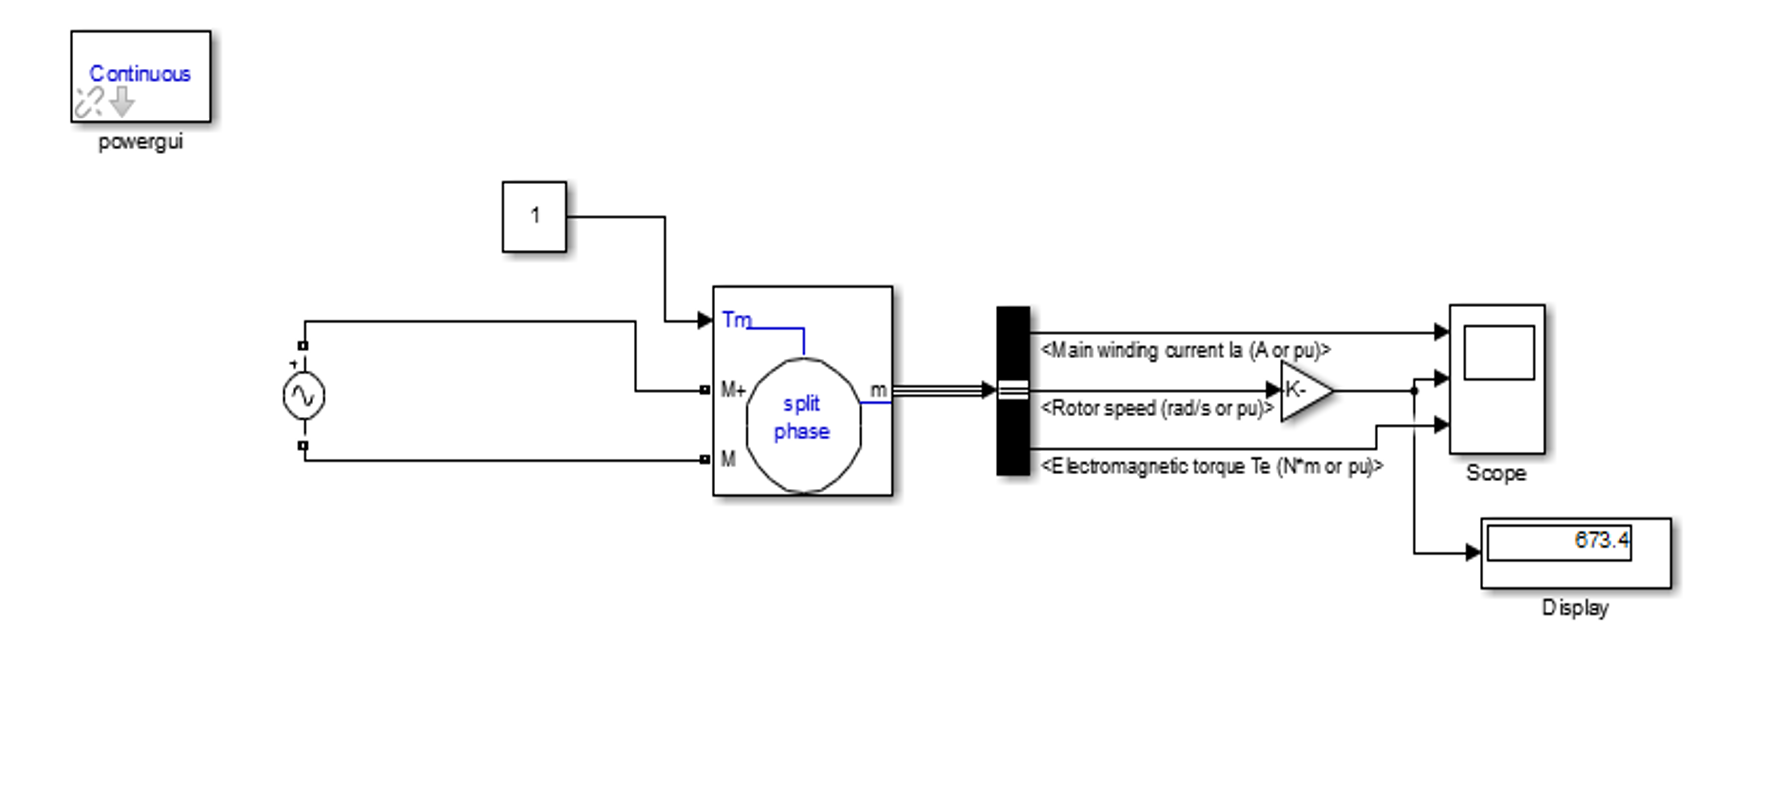 Continuous
powergui
1
Tm
M+
M
split
phase
m
<Main winding current Ia (A or pu)>
K-
<Rotor speed (rad/s or pu)>
<Electromagnetic torque Te (N*m or pu)>
+
Scope
673.4
Display